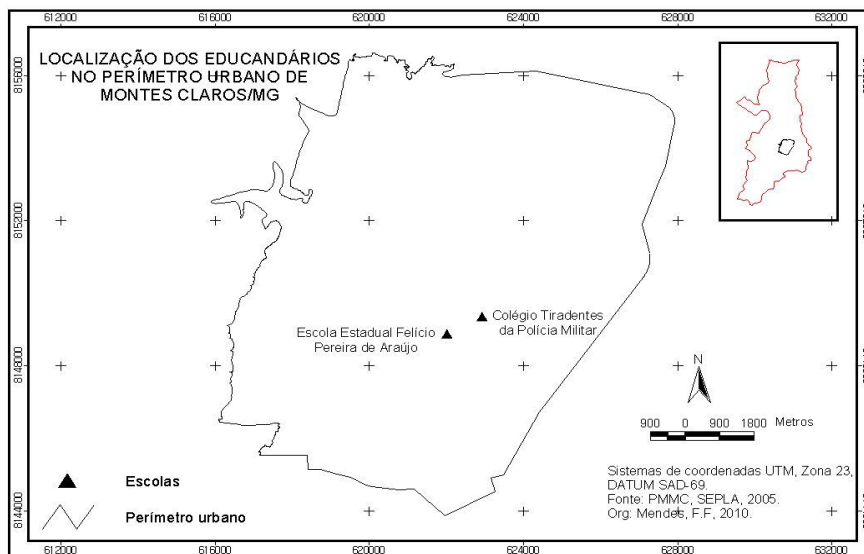 612000 616000 620000 624000 628000 632000
LOCALIZAÇÃO DOS EDUCANDÁRIOS
NO PERÍMETRO URBANO DE
MONTES CLAROS/MG
8156000
8152000
Colégio Tiradentes
da Polícia Militar
Escola Estadual Felício
Pereira de Araújo
8148000
N
900 0 900 1800 Metros
Escolas
Perímetro urbano
Sistemas de coordenadas UTM, Zona 23,
DATUM SAD-69.
Fonte: PMMC, SEPLA, 2005.
Org: Mendes, F.F, 2010.
8144000
612000 616000 620000 624000 628000 632000